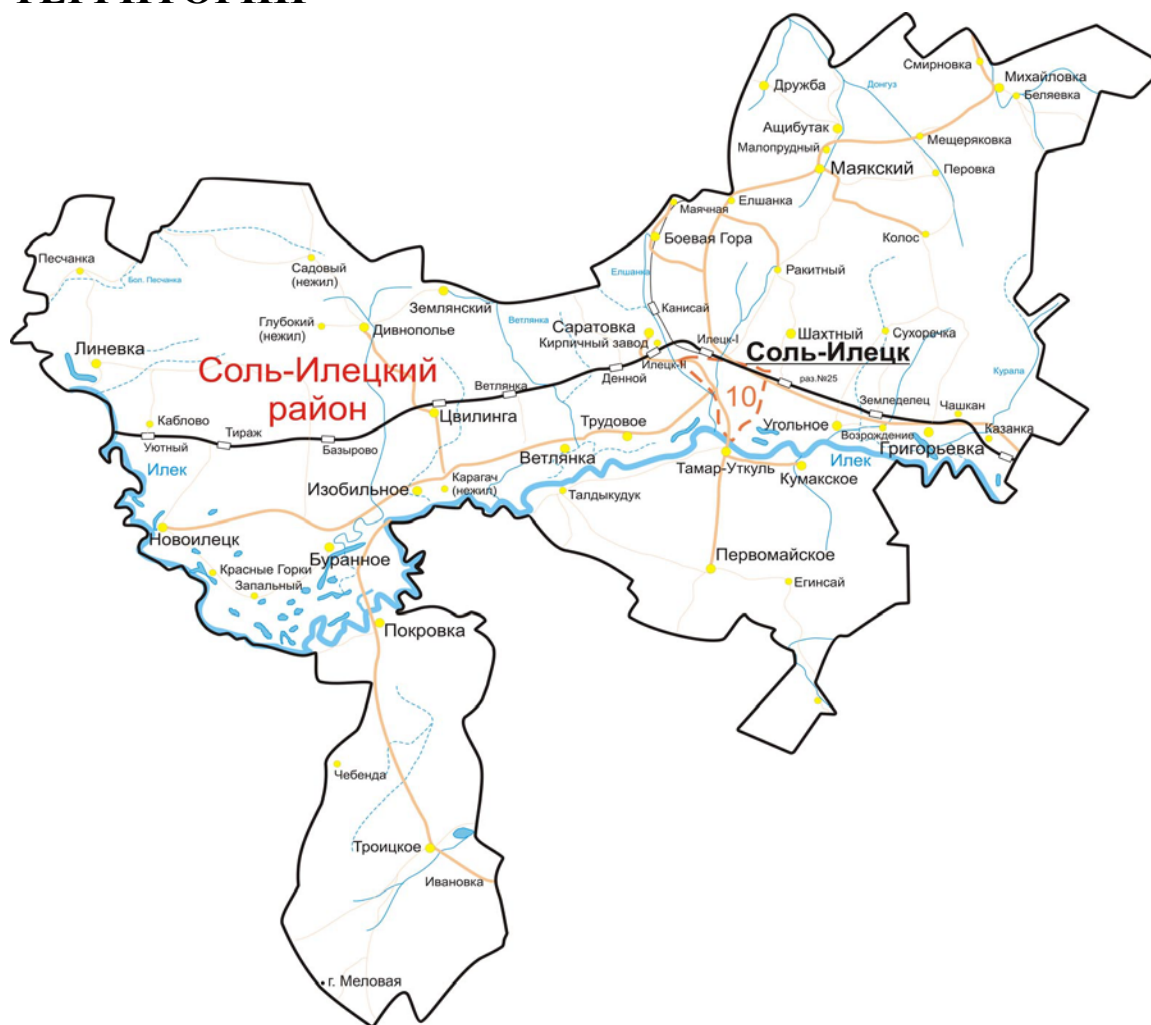 ТЕРРИТОРИИ
Смирновка
Михайловка
Беляевка
Дружба
Донгуз
Ащибутак
Малопрудный
Мещеряковка
Маякский
Перовка
Маячная
Елшанка
Боевая Гора
Колос
Песчанка
Бол. Песчанка
Садовый
(нежил)
Елшанка
Ракитный
Землянский
Канисай
Глубокий
(нежил)
Дивнополье
Ветлянка
Саратовка
Кирпичный завод
Илецк-I
Шахтный
Сухоречка
Линевка
Соль-Илецк
Илецк-II
Соль-Илецкий
район
Денной
раз.№25
Курала
Ветлянка
10
Земледелец
Чашкан
Каблово
Цвилинга
Трудовое
Угольное
Возрождение
Казанка
Уютный
Тираж
Базырово
Григорьевка
Ветлянка
Илек
Илек
Тамар-Уткуль
Кумакское
Изобильное
Карагач
(нежил)
Талдыкудук
Новоилецк
Буранное
Первомайское
Красные Горки
Запальный
Егинсай
Покровка
Чебенда
Троицкое
Ивановка
г. Меловая